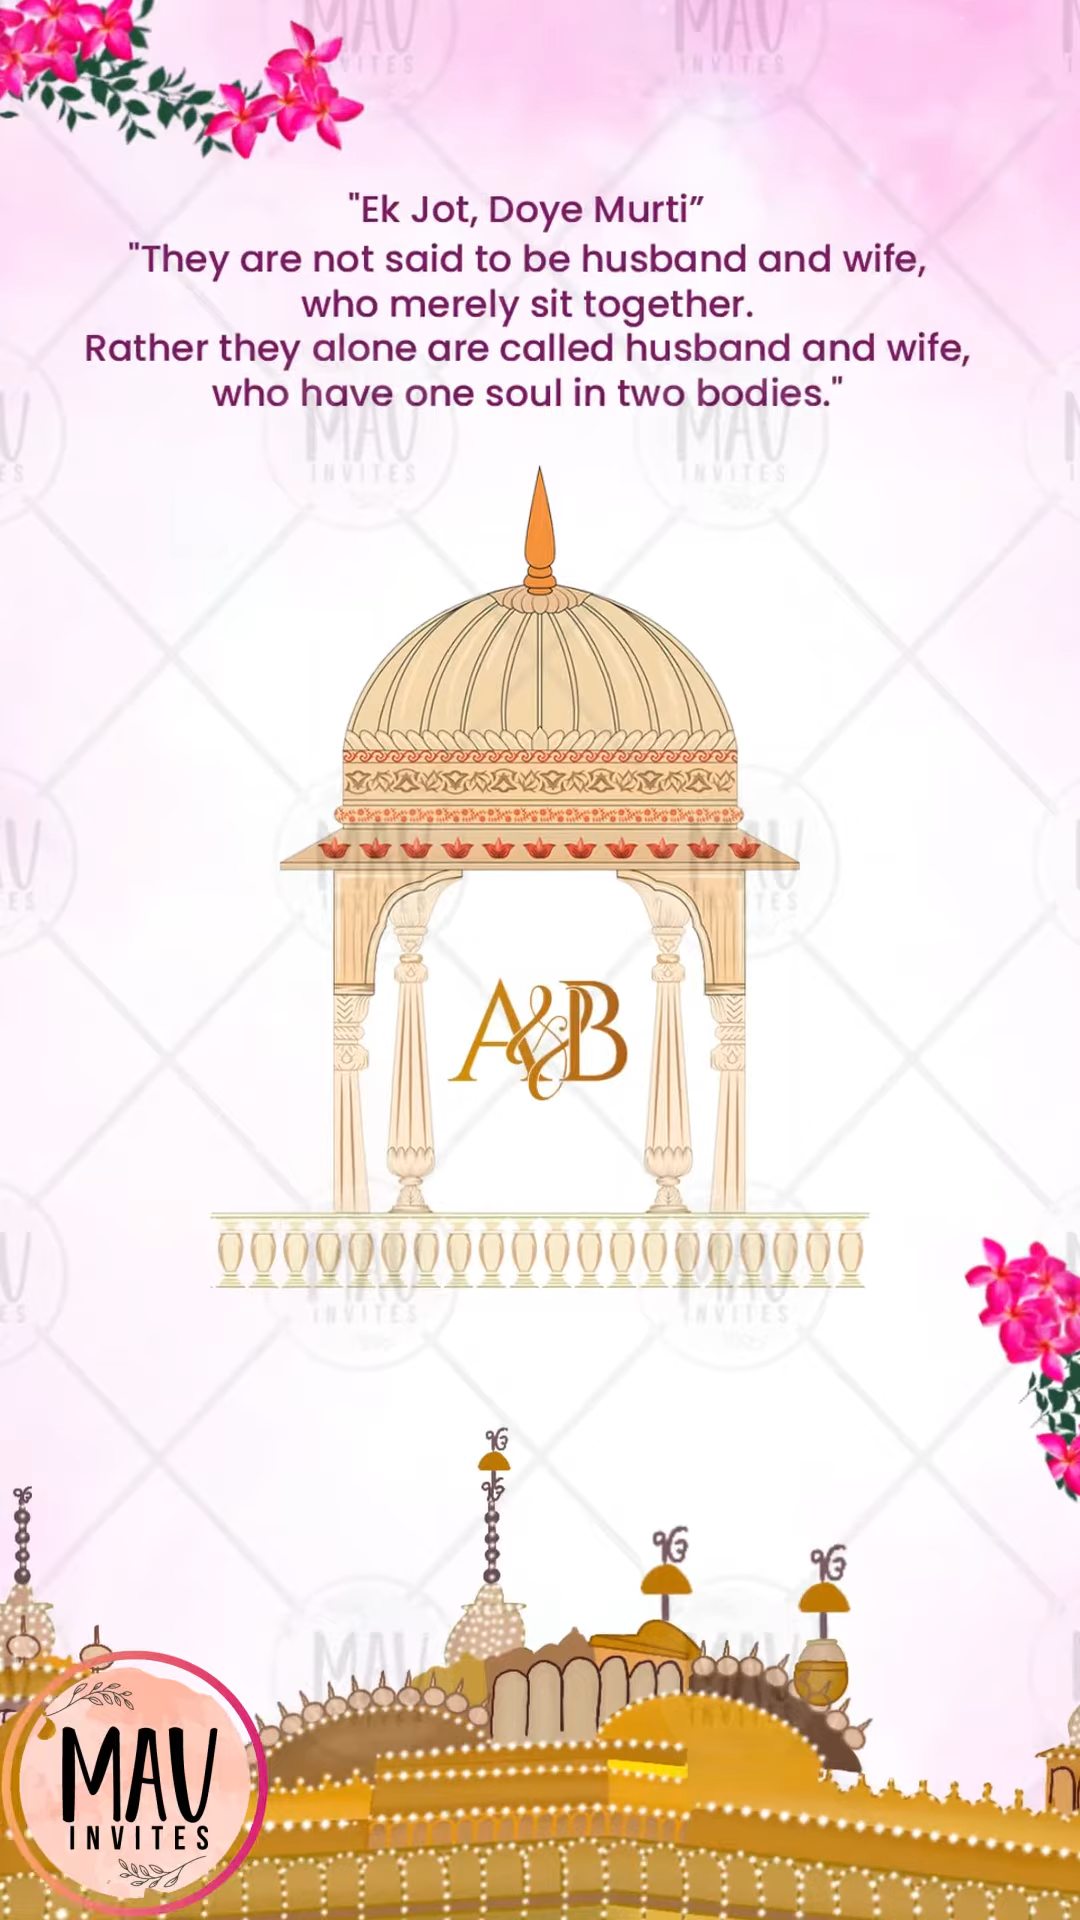 "Ek Jot, Doye Murti”
"They are not said to be husband and wife,
who merely sit together.
Rather they alone are called husband and wife,
who have one soul in two bodies."
A&B
ੴ
ੴ
ੴ
ੴ
ੴ
MAV
INVITES